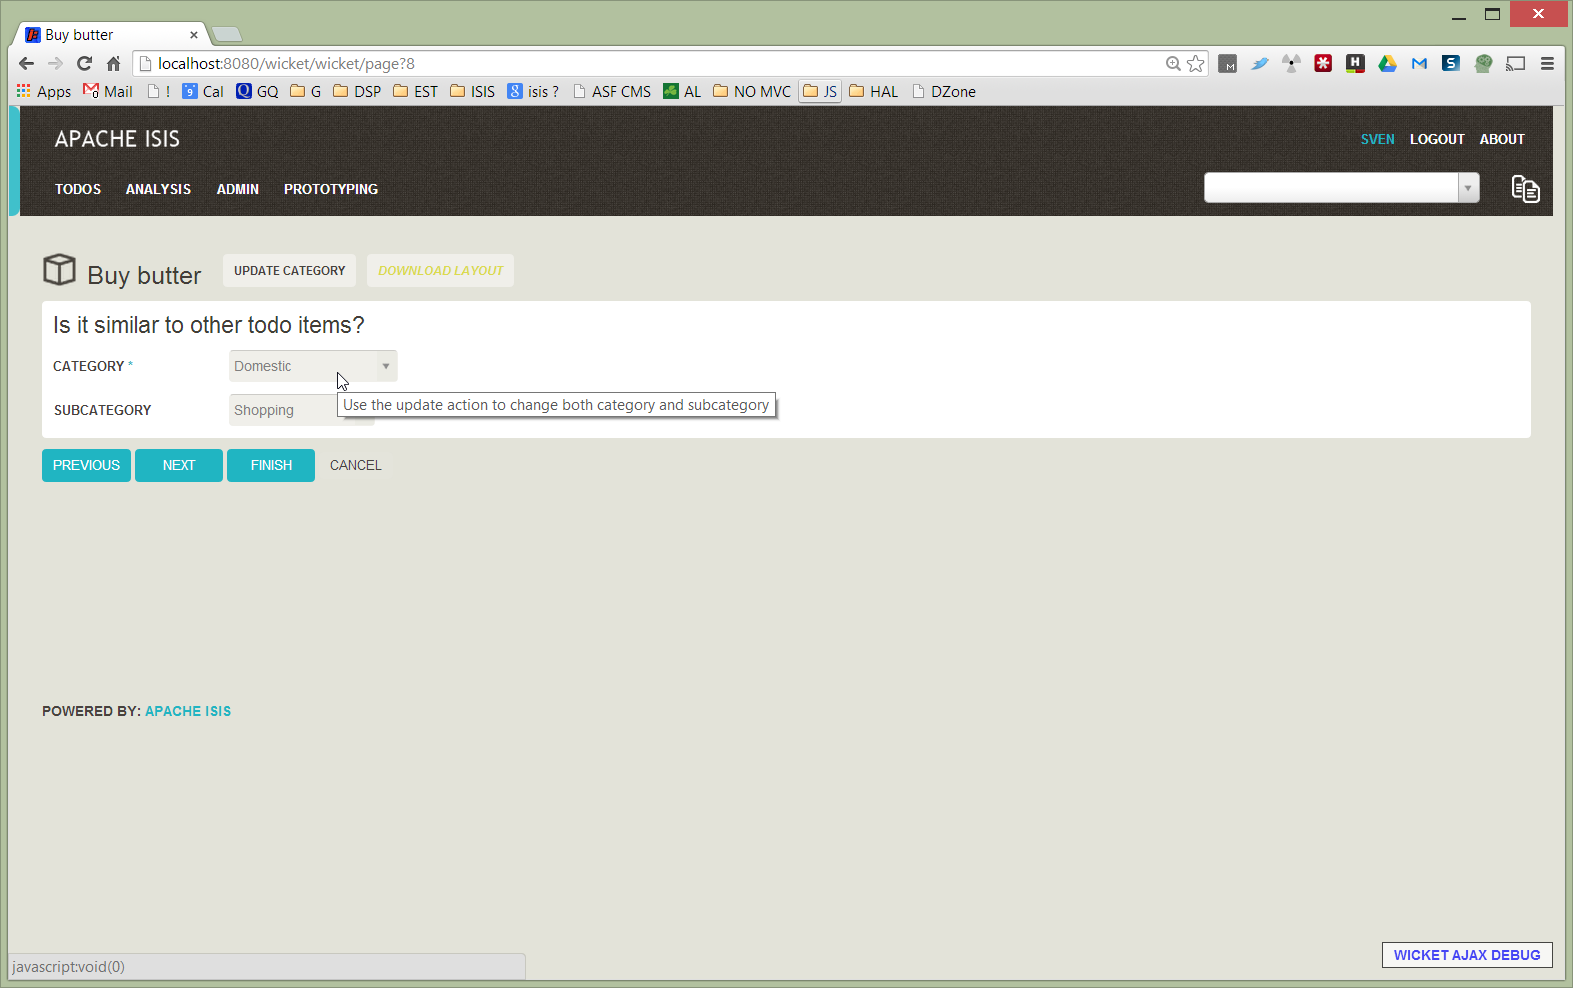 Buy butter
localhost:8080/wicket/wicket/page?8
Apps Mail ! Cal GQ G DSP EST ISIS isis ? ASF CMS AL NO MVC JS HAL DZone
APACHE ISIS
SVEN LOGOUT ABOUT
TODOS ANALYSIS ADMIN PROTOTYPING
Buy butter UPDATE CATEGORY DOWNLOAD LAYOUT
Is it similar to other todo items?
CATEGORY * Domestic
Use the update action to change both category and subcategory
SUBCATEGORY Shopping
PREVIOUS NEXT FINISH CANCEL
POWERED BY: APACHE ISIS
WICKET AJAX DEBUG
javascript:void(0)